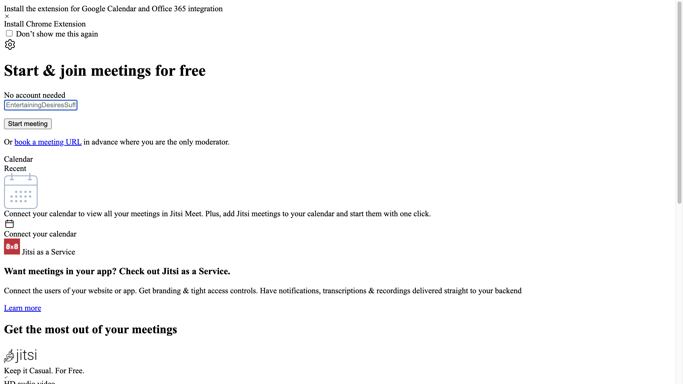 Install the extension for Google Calendar and Office 365 integration
×
Install Chrome Extension
Don't show me this again
Start & join meetings for free
No account needed
EntertainingDesiresSuff
Start meeting
Or book a meeting URL in advance where you are the only moderator.
Calendar
Recent
Connect your calendar to view all your meetings in Jitsi Meet. Plus, add Jitsi meetings to your calendar and start them with one click.
Connect your calendar
8x8 Jitsi as a Service
Want meetings in your app? Check out Jitsi as a Service.
Connect the users of your website or app. Get branding & tight access controls. Have notifications, transcriptions & recordings delivered straight to your backend
Learn more
Get the most out of your meetings
jitsi
Keep it Casual. For Free.
HD audio video